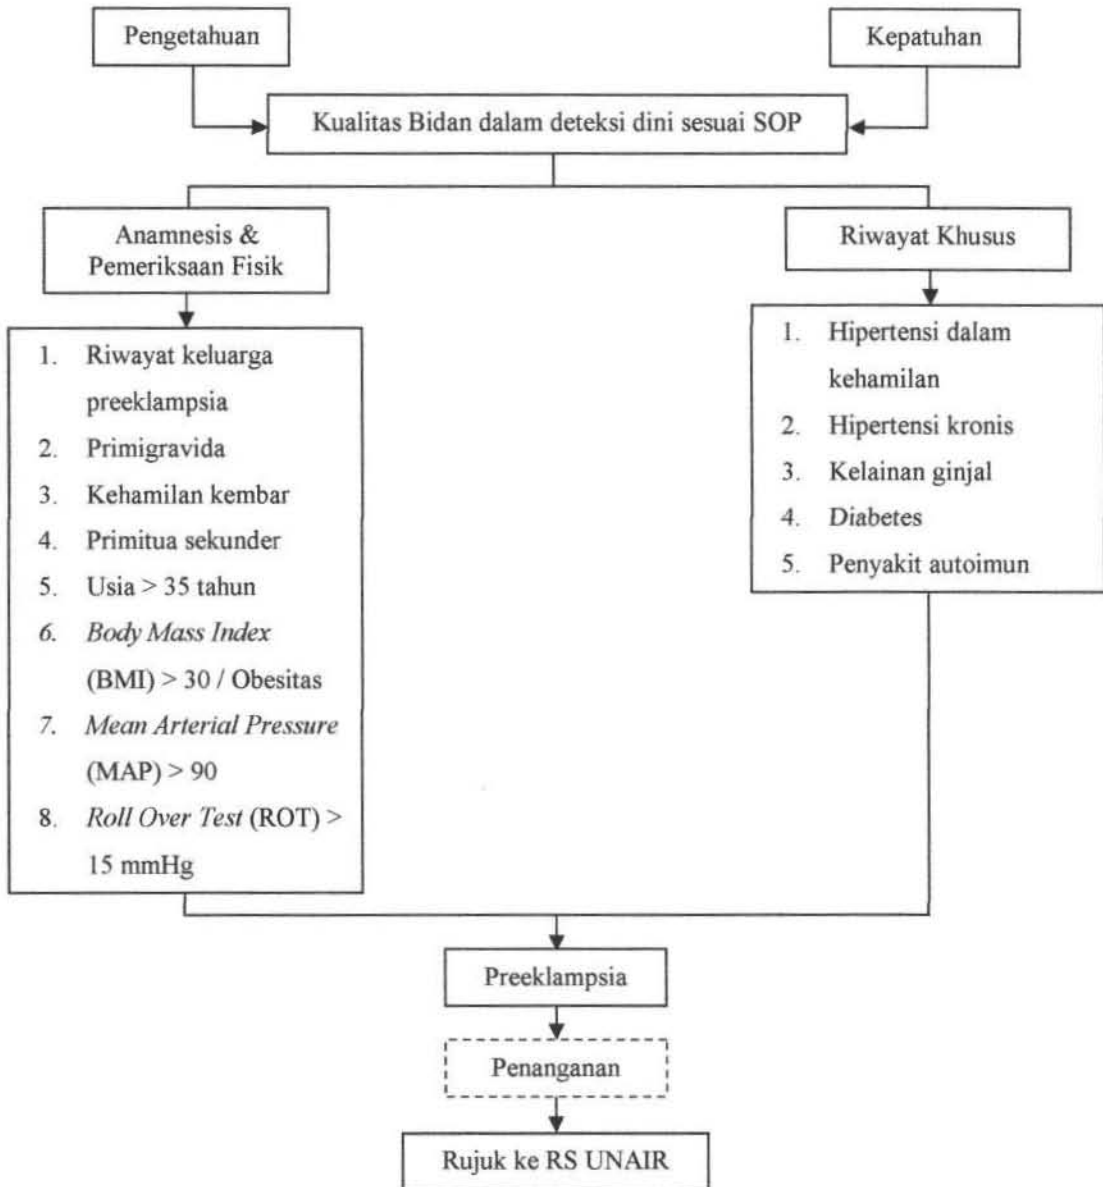 Pengetahuan
Kepatuhan
Kualitas Bidan dalam deteksi dini sesuai SOP
Anamnesis &
Pemeriksaan Fisik
Riwayat Khusus
1. Riwayat keluarga
preeklampsia
2. Primigravida
3. Kehamilan kembar
4. Primitua sekunder
5. Usia > 35 tahun
6. Body Mass Index
(BMI) > 30 / Obesitas
7. Mean Arterial Pressure
(MAP) > 90
8. Roll Over Test (ROT) >
15 mmHg
1. Hipertensi dalam
kehamilan
2. Hipertensi kronis
3. Kelainan ginjal
4. Diabetes
5. Penyakit autoimun
Preeklampsia
Penanganan
Rujuk ke RS UNAIR